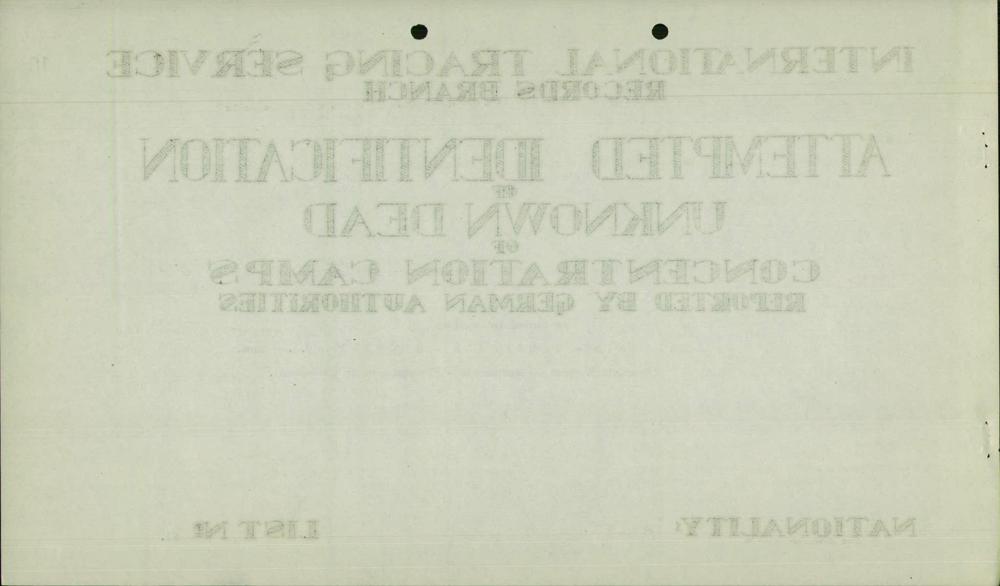 INTERNATIONAL TRACING SERVICE
RECORDS BRANCH
ATTEMPTED IDENTIFICATION
OF
UNKNOWN DEAD
OF
CONCENTRATION CAMPS
REPORTED BY GERMAN AUTHORITIES
NATIONALITY:
LIST №